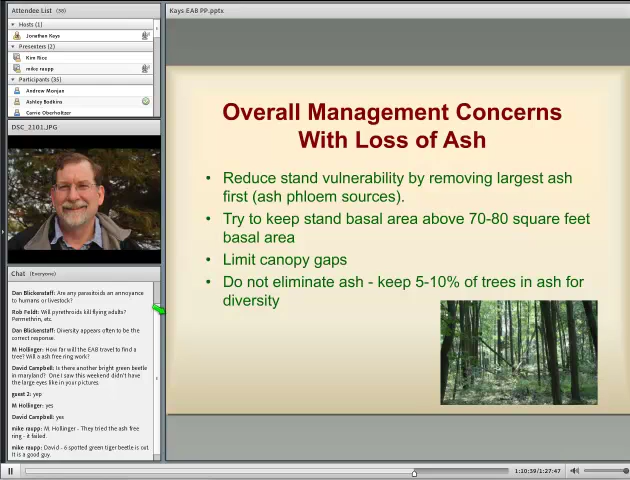 Attendee List (38)
Hosts (1)
Jonathan Kays
Presenters (2)
Kim Rice
mike raupp
Participants (35)
Andrew Monjan
Ashley Bodkins
Carrie Oberholtzer
DSC_2101.JPG
Chat (Everyone)
Dan Blickenstaff: Are any parasitoids an annoyance
to humans or livestock?
Rob Feldt: Will pyrethroids kill flying adults?
Permethrin, etc.
Dan Blickenstaff: Diversity appears often to be the
correct response.
M Hollinger: How far will the EAB travel to find a
tree? Will a ash free ring work?
David Campbell: Is there another bright green beetle
in maryland? One I saw this weekend didn't have
the large eyes like in your pictures.
guest 2: yep
M Hollinger: yes
David Campbell: yes
mike raupp: M. Hollinger - They tried the ash free
ring - it failed.
mike raupp: David - 6 spotted green tiger beetle is out
It is a good guy.
Kays EAB PP.pptx
Overall Management Concerns
With Loss of Ash
• Reduce stand vulnerability by removing largest ash
first (ash phloem sources).
• Try to keep stand basal area above 70-80 square feet
basal area
• Limit canopy gaps
• Do not eliminate ash - keep 5-10% of trees in ash for
diversity
1:10:39/1:27:47